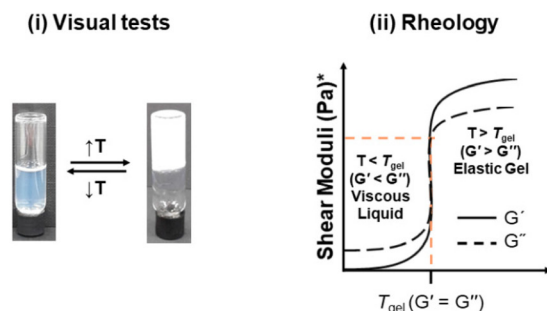 (i) Visual tests
↑T
↓T
(ii) Rheology
Shear Moduli (Pa)*
T < Tgel
(G′ < G″)
Viscous
Liquid
T> Tgel
(G′ > G″)
Elastic Gel
G′
G″
Tgel (G′ = G″)